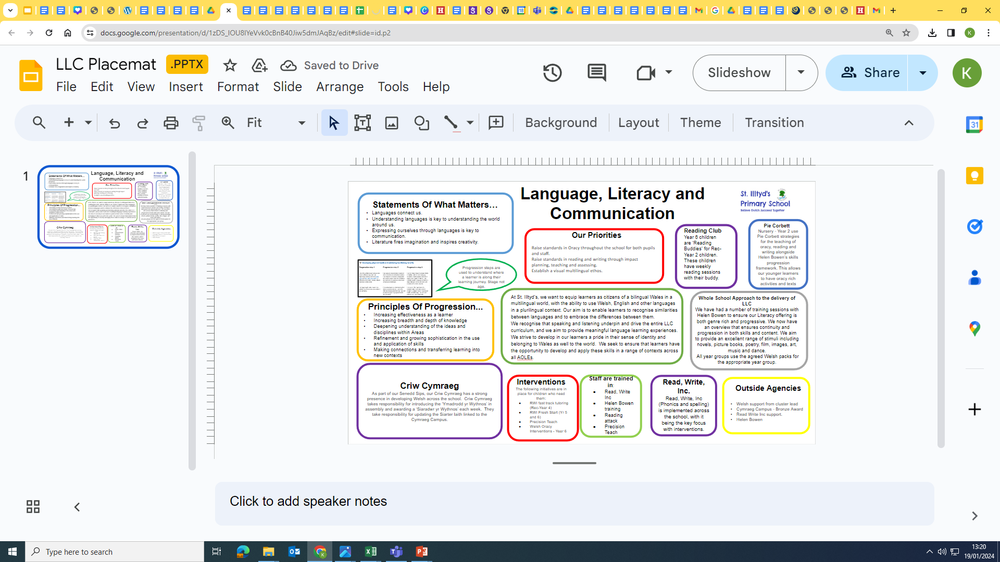 docs.google.com/presentation/d/1zDS_IOU8IYeVvk0cBnB40Jiw5dmJAqBz/edit#slide=id.p2
LLC Placemat
.PPTX
Saved to Drive
File Edit View Insert Format Slide Arrange Tools Help
Slideshow
Share
K
Fit
Background
Layout
Theme
Transition
1
Language, Literacy and
Communication
St. Illtyd's
Primary School
Believe Enrich Succeed Together
Statements Of What Matters...
• Languages connect us.
• Understanding languages is key to understanding the world
around us.
• Expressing ourselves through languages is key to
communication.
• Literature fires imagination and inspires creativity.
Our Priorities
Raise standards in Oracy throughout the school for both pupils
and staff.
Raise standards in reading and writing through impact
planning, teaching and assessing.
Establish a visual multilingual ethos.
Reading Club
Year 6 children
are 'Reading
Buddies' for Rec-
Year 2 children.
These children
have weekly
reading sessions
with their buddy.
Pie Corbett
Nursery - Year 2 use
Pie Corbett strategies
for the teaching of
oracy, reading and
writing alongside
Helen Bowen's skills
progression
framework. This allows
our younger learners
to have oracy rich
activities and texts
Progression step 1
Progression step 2
Progression step 3
Progression steps are
used to understand where
a learner is along their
learning journey. Stage not
age.
Principles Of Progression...
• Increasing effectiveness as a learner
• Increasing breadth and depth of knowledge
• Deepening understanding of the ideas and
disciplines within Areas
• Refinement and growing sophistication in the use
and application of skills
• Making connections and transferring learning into
new contexts
At St. Illtyd's, we want to equip learners as citizens of a bilingual Wales in a
multilingual world, with the ability to use Welsh, English and other languages
in a plurilingual context. Our aim is to enable learners to recognise similarities
between languages and to embrace the differences between them.
We recognise that speaking and listening underpin and drive the entire LLC
curriculum, and we aim to provide meaningful language learning experiences.
We strive to develop in our learners a pride in their sense of identity and
belonging to Wales as well to the world. We seek to ensure that learners have
the opportunity to develop and apply these skills in a range of contexts across
all AOLEs.
Whole School Approach to the delivery of
LLC
We have had a number of training sessions with
Helen Bowen to ensure our Literacy offering is
both genre rich and progressive. We now have
an overview that ensures continuity and
progression in both skills and content. We aim
to provide an excellent range of stimuli including
novels, picture books, poetry, film, images, art,
music and dance.
All year groups use the agreed Welsh packs for
the appropriate year group.
Criw Cymraeg
As part of our Senedd Sips, our Criw Cymraeg has a strong
presence in developing Welsh across the school. Criw Cymraeg
takes responsibility for introducing the 'Ymadrodd yr Wythnos' in
assembly and awarding a 'Siaradwr yr Wythnos' each week. They
take responsibility for updating the Siarter Iaith linked to the
Cymraeg Campus.
Interventions
The following initiatives are in
place for children who need
them:
• RWI fast track tutoring
(Rec-Year 4)
• RWI Fresh Start (Yr 5
and 6)
• Precision Teach
• Welsh Oracy
Interventions - Year 6
Staff are trained
in:
• Read, Write
Inc
• Helen Bowen
training
• Reading
attack
• Precision
Teach
Read, Write,
Inc.
Read, Write, Inc
(Phonics and spelling)
is implemented across
the school, with it
being the key focus
with interventions.
Outside Agencies
• Welsh support from cluster lead
• Cymraeg Campus - Bronze Award
• Read Write Inc support.
• Helen Bowen
Click to add speaker notes
Type here to search
13:20
19/01/2024